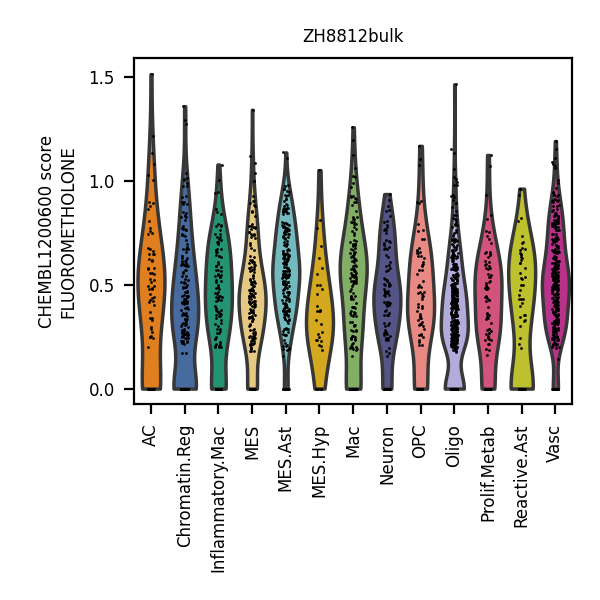 ZH8812bulk
CHEMBL1200600 score
FLUOROMETHOLONE
1.5
1.0
0.5
0.0
AC
Chromatin.Reg
Inflammatory.Mac
MES
MES.Ast
MES.Hyp
Mac
Neuron
OPC
Oligo
Prolif.Metab
Reactive.Ast
Vasc